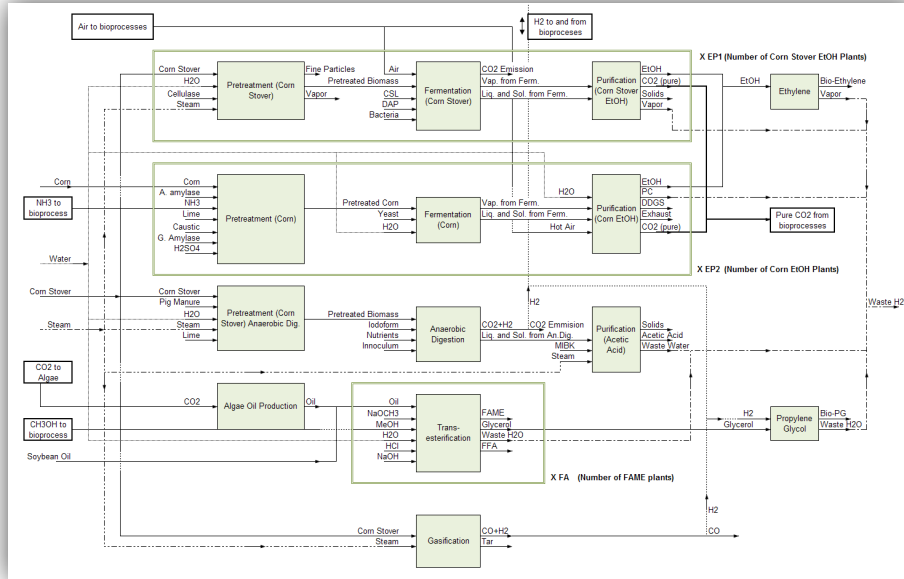 Air to bioprocesses
H2 to and from
bioproceses
X EP1 (Number of Corn Stover EtOH Plants)
Corn Stover
H2O
Cellulase
Steam
Pretreatment (Corn
Stover)
Fine Particles
Pretreated Biomass
Vapor
Air
CSL
DAP
Bacteria
Fermentation
(Corn Stover)
CO2 Emission
Vap. from Ferm.
Liq. and Sol. from Ferm.
Purification
(Corn Stover
EtOH)
EtOH
CO2 (pure)
Solids
Vapor
EtOH
Ethylene
Bio-Ethylene
Vapor
Corn
NH3 to
bioprocess
Corn
A. amylase
NH3
Lime
Caustic
G. Amylase
H2SO4
Pretreatment (Corn)
Pretreated Corn
Yeast
H2O
Fermentation
(Corn)
Vap. from Ferm.
Liq. and Sol. from Ferm.
H2O
Hot Air
Purification
(Corn EtOH)
EtOH
PC
DDGS
Exhaust
CO2 (pure)
Pure CO2 from
bioprocesses
X EP2 (Number of Corn EtOH Plants)
Water
Corn Stover
Steam
Corn Stover
Pig Manure
H2O
Steam
Lime
Pretreatment (Corn
Stover) Anaerobic Dig.
Pretreated Biomass
Iodoform
Nutrients
Innoculum
Anaerobic
Digestion
H2
CO2+H2
CO2 Emmision
Liq. and Sol. from An.Dig.
MIBK
Steam
Purification
(Acetic
Acid)
Solids
Acetic Acid
Waste Water
Waste H2
CO2 to
Algae
CO2
Algae Oil Production
Oil
CH3OH to
bioprocess
Soybean Oil
Oil
NaOCH3
MeOH
H2O
HCl
NaOH
Trans-
esterification
FAME
Glycerol
Waste H2O
FFA
X FA (Number of FAME plants)
H2
Glycerol
Propylene
Glycol
Bio-PG
Waste H2O
Corn Stover
Steam
Gasification
CO+H2
Tar
H2
CO